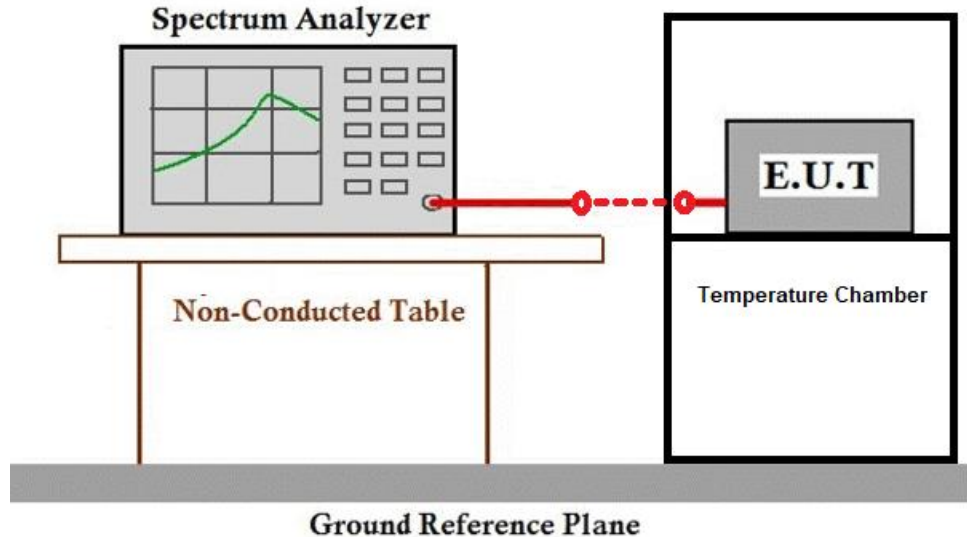 Spectrum Analyzer
E.U.T
Temperature Chamber
Non-Conducted Table
Ground Reference Plane